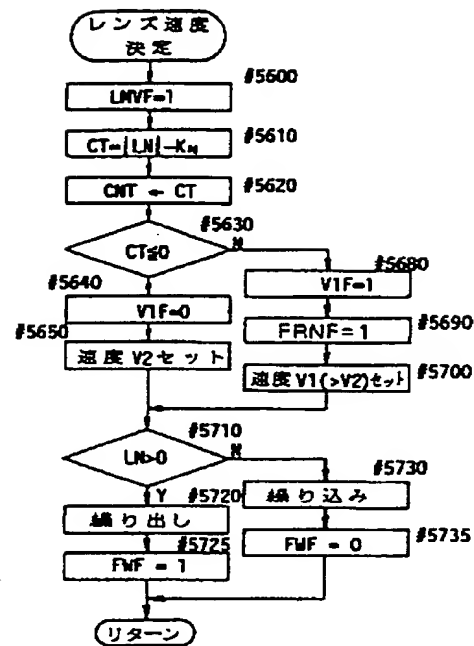 レンズ速度
決定
#5600
LMVF=1
#5610
CT=|LN|-KN
#5620
CNT ← CT
#5630
CT≦0
N
#5640
V1F=0
#5650
速度V2セット
#5680
V1F=1
#5690
FRNF=1
#5700
速度V1(>V2)セット
#5710
LN>0
N
Y
#5720
繰り出し
#5725
FWF = 1
#5730
繰り込み
#5735
FWF = 0
リターン